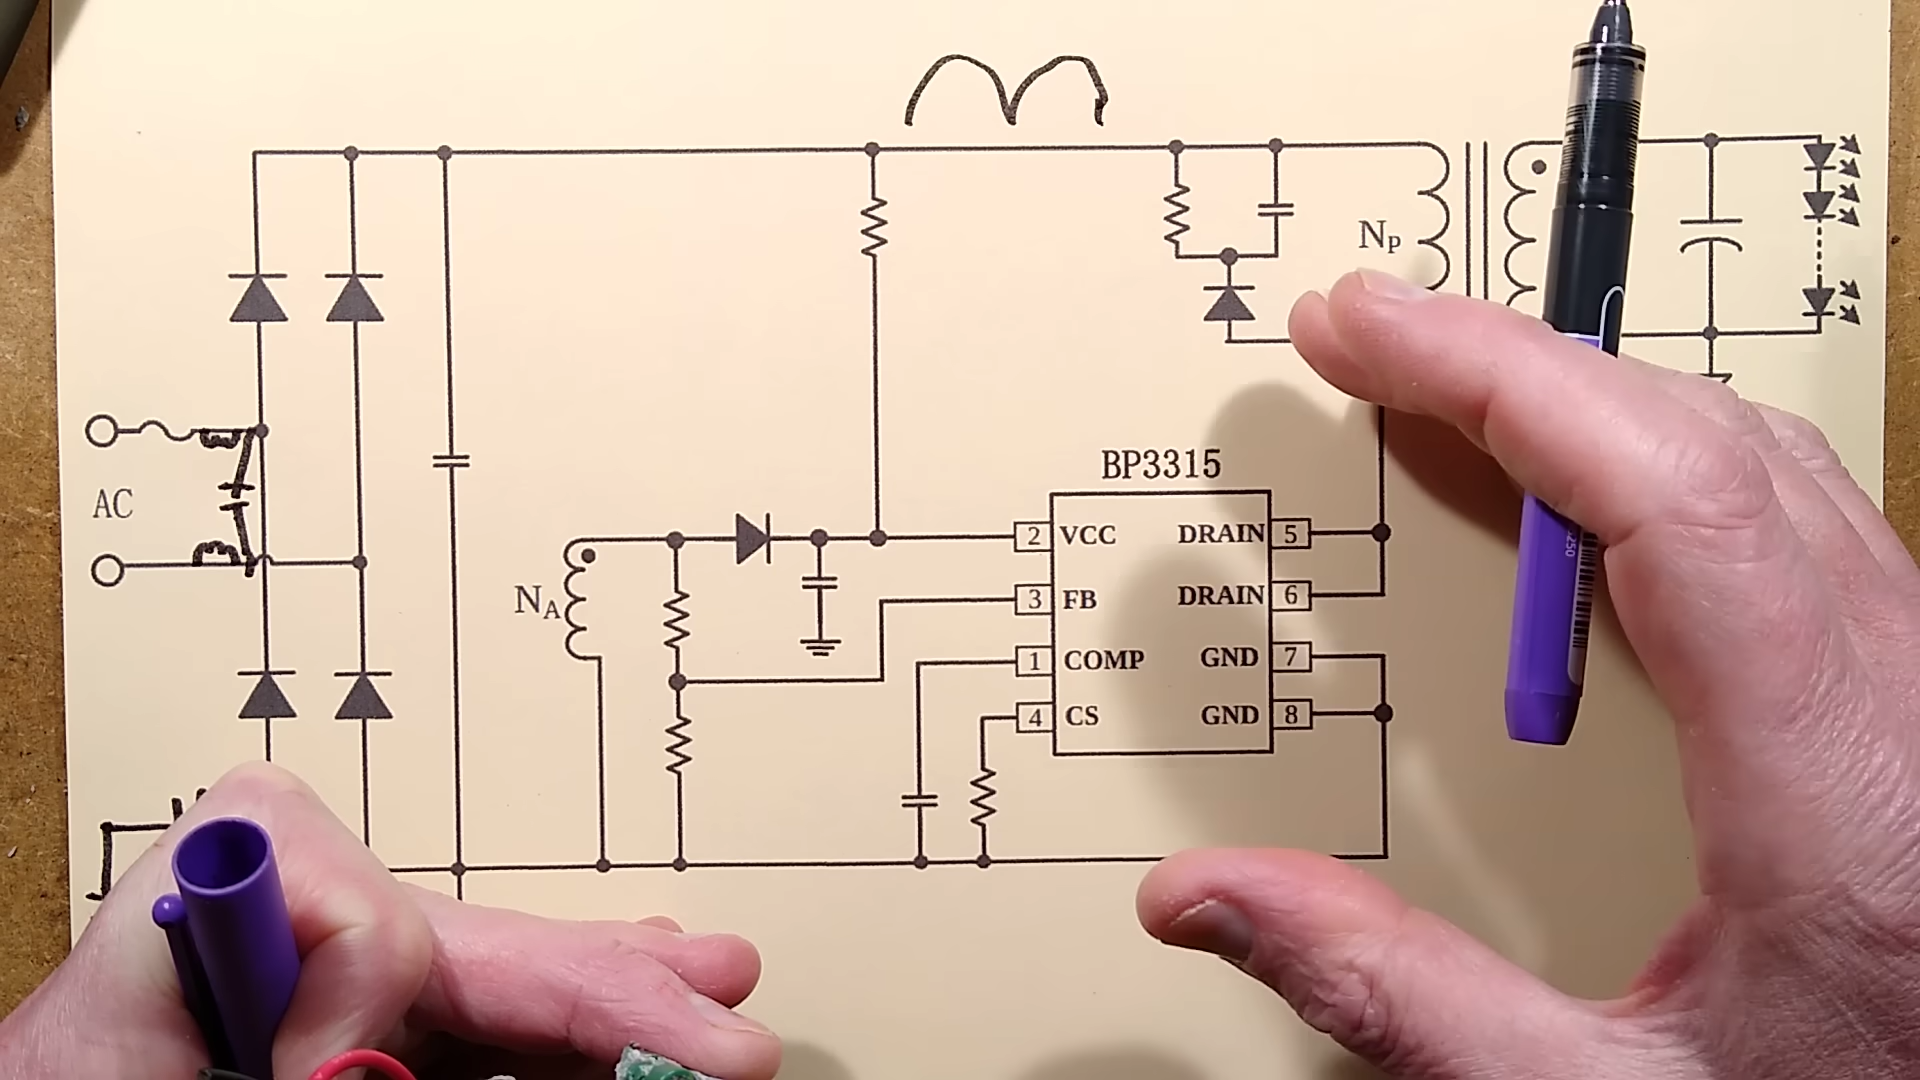 Np
BP3315
AC
2 VCC DRAIN 5
NA
3 FB DRAIN 6
1 COMP GND 7
4 CS GND 8
250